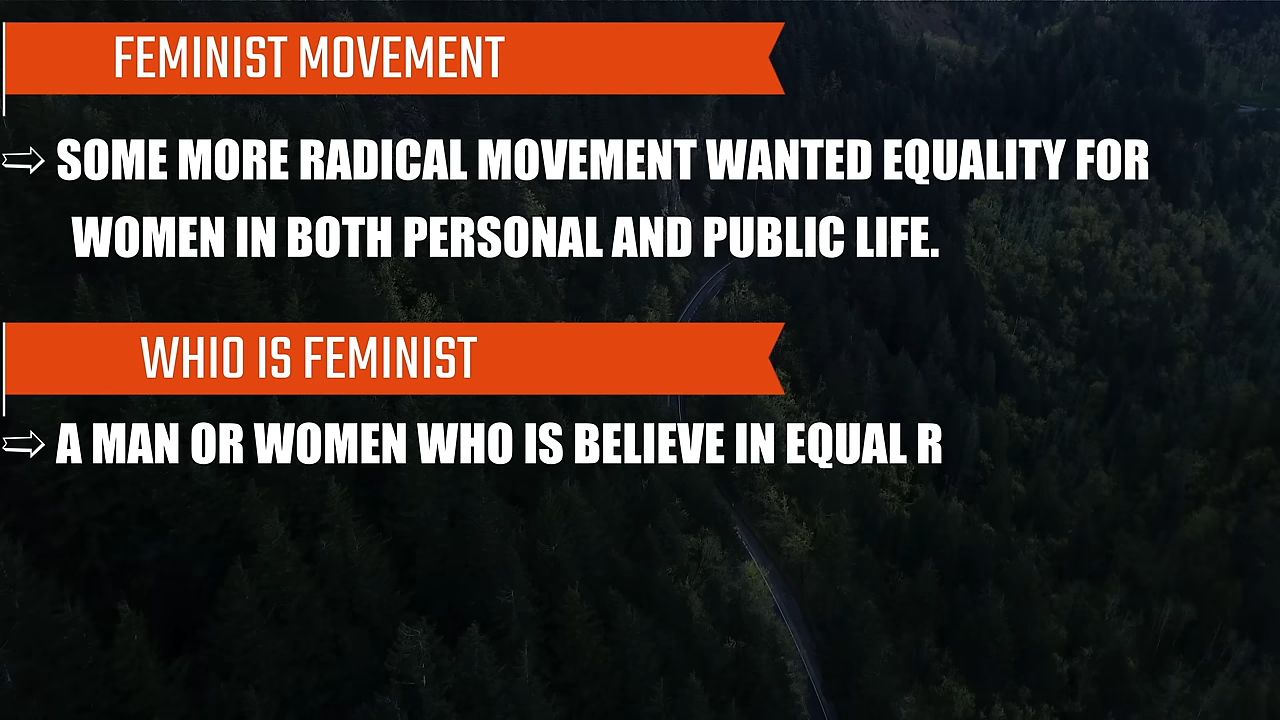 FEMINIST MOVEMENT
⇨ SOME MORE RADICAL MOVEMENT WANTED EQUALITY FOR
WOMEN IN BOTH PERSONAL AND PUBLIC LIFE.
WHIO IS FEMINIST
⇨ A MAN OR WOMEN WHO IS BELIEVE IN EQUAL R